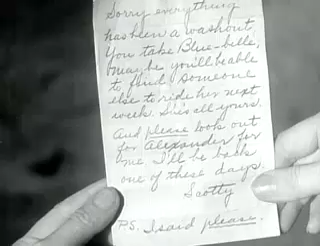 Sorry everything
has been a washout
You take Blue-belle,
maybe you'll be able
to find someone
else to ride her next
week. She's all yours.
And please look out
for Alexander for
me. I'll be back
one of these days.
Scotty
P.S. I said please.